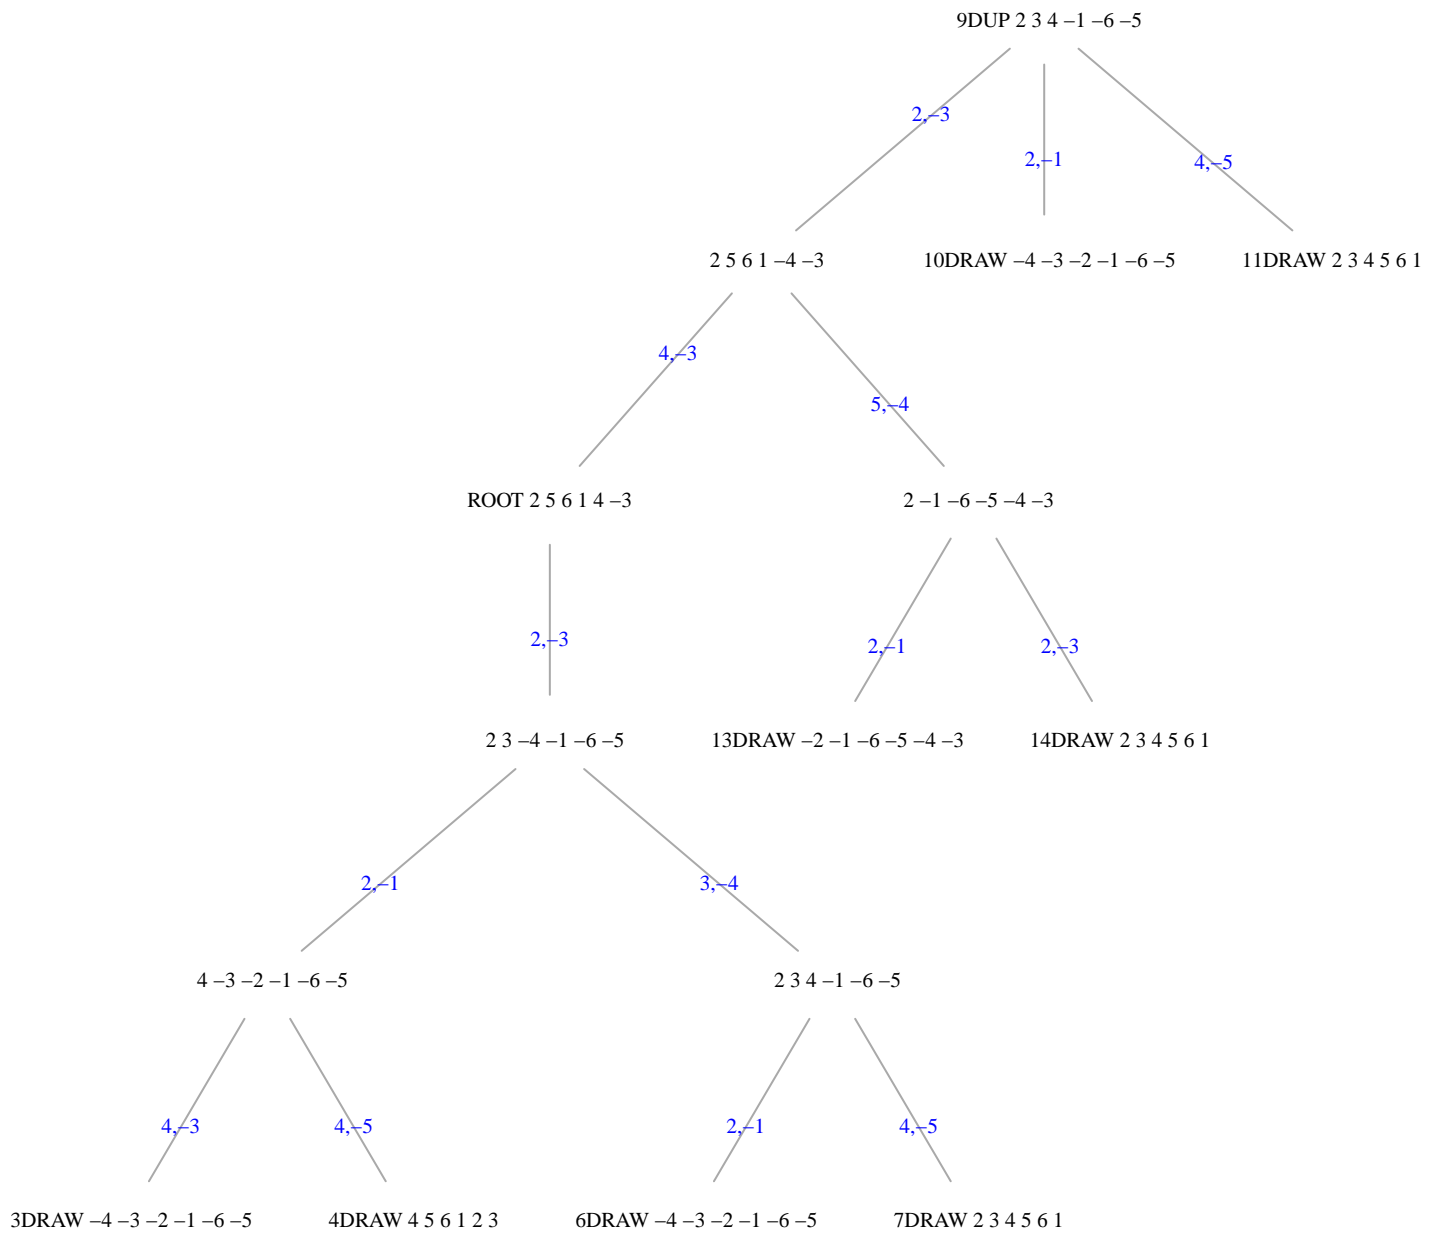 9DUP 2 3 4 –1 –6 –5
2,–3
2,–1
4,–5
2 5 6 1 –4 –3
10DRAW –4 –3 –2 –1 –6 –5
11DRAW 2 3 4 5 6 1
4,–3
5,–4
ROOT 2 5 6 1 4 –3
2 –1 –6 –5 –4 –3
2,–3
2,–1
2,–3
2 3 –4 –1 –6 –5
13DRAW –2 –1 –6 –5 –4 –3
14DRAW 2 3 4 5 6 1
2,–1
3,–4
4 –3 –2 –1 –6 –5
2 3 4 –1 –6 –5
4,–3
4,–5
2,–1
4,–5
3DRAW –4 –3 –2 –1 –6 –5
4DRAW 4 5 6 1 2 3
6DRAW –4 –3 –2 –1 –6 –5
7DRAW 2 3 4 5 6 1